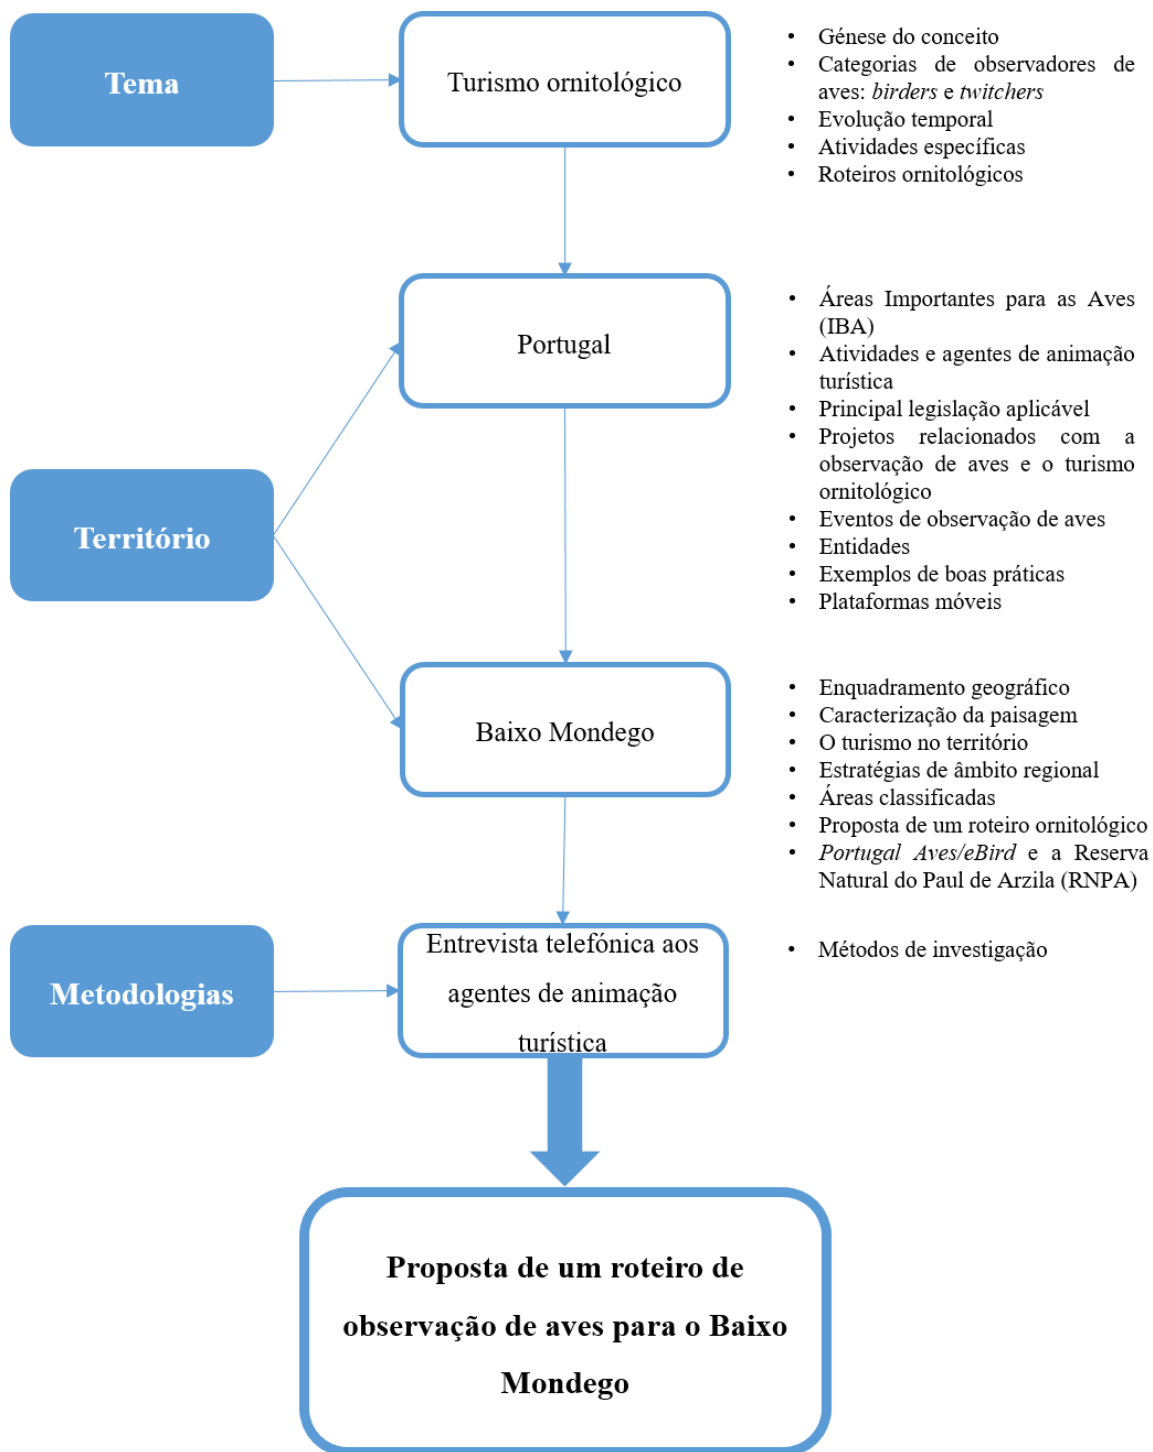 Tema
Turismo ornitológico
• Génese do conceito
• Categorias de observadores de
aves: birders e twitchers
• Evolução temporal
• Atividades específicas
• Roteiros ornitológicos
Território
Portugal
• Áreas Importantes para as Aves
(IBA)
• Atividades e agentes de animação
turística
• Principal legislação aplicável
• Projetos relacionados com a
observação de aves e o turismo
ornitológico
• Eventos de observação de aves
• Entidades
• Exemplos de boas práticas
• Plataformas móveis
Baixo Mondego
• Enquadramento geográfico
• Caracterização da paisagem
• O turismo no território
• Estratégias de âmbito regional
• Áreas classificadas
• Proposta de um roteiro ornitológico
• Portugal Aves/eBird e a Reserva
Natural do Paul de Arzila (RNPA)
Metodologias
Entrevista telefónica aos
agentes de animação
turística
• Métodos de investigação
Proposta de um roteiro de
observação de aves para o Baixo
Mondego